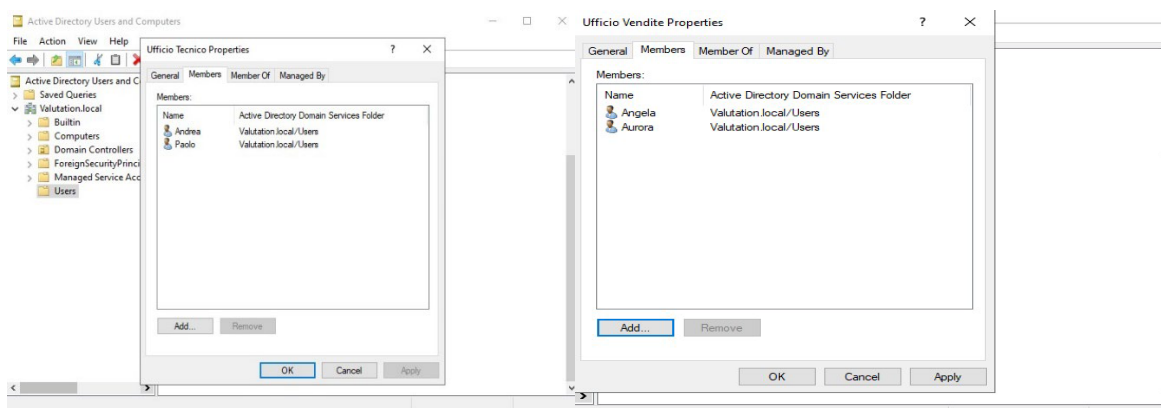 Active Directory Users and Computers
File Action View Help
Active Directory Users and C
Saved Queries
Valutation.local
Builtin
Computers
Domain Controllers
ForeignSecurityPrinci
Managed Service Acc
Users
Ufficio Tecnico Properties ? ×
General Members Member Of Managed By
Members:
Name Active Directory Domain Services Folder
Andrea Valutation.local/Users
Paolo Valutation.local/Users
Add... Remove
OK Cancel Apply
Ufficio Vendite Properties ? ×
General Members Member Of Managed By
Members:
Name Active Directory Domain Services Folder
Angela Valutation.local/Users
Aurora Valutation.local/Users
Add... Remove
OK Cancel Apply